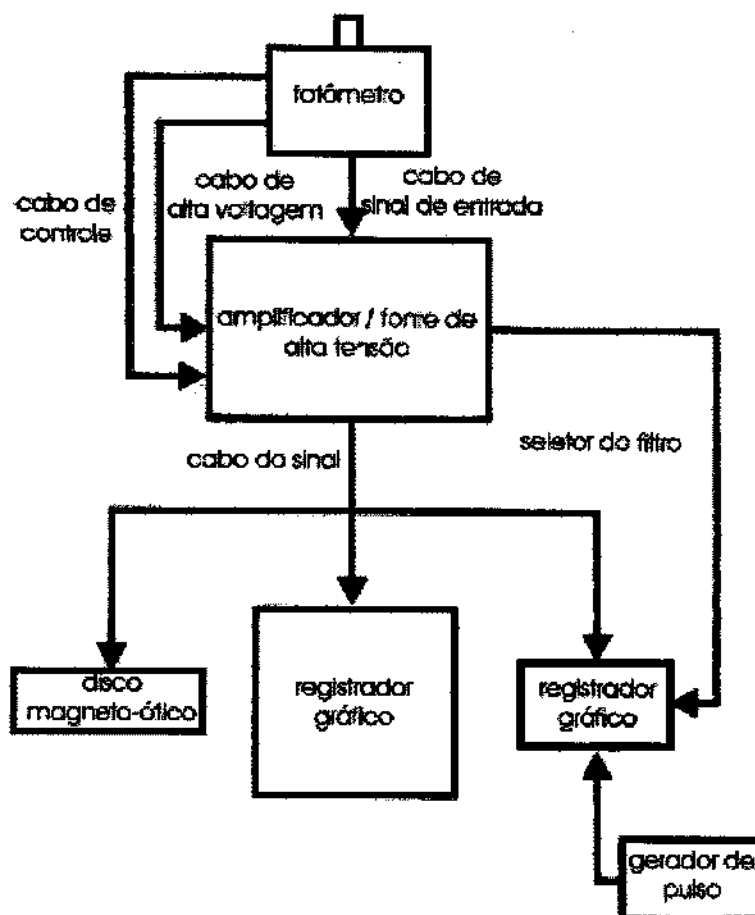 fotômetro
cabo de
alta voltagem
cabo de
sinal de entrada
cabo de
controle
amplificador / fonte de
alta tensão
cabo do sinal
seletor do filtro
disco
magneta-ótico
registrador
gráfico
registrador
gráfico
gerador de
pulso